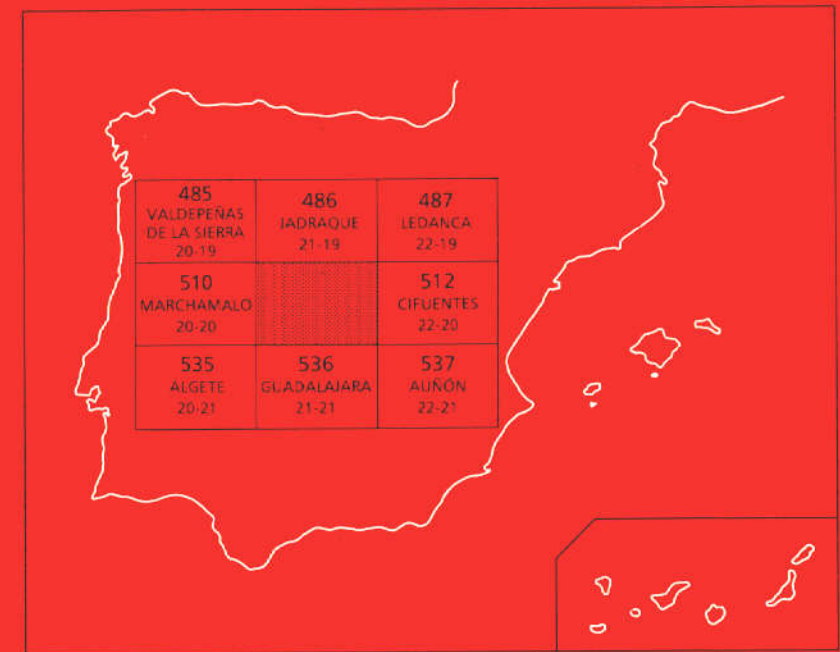 485
VALDEPEÑAS
DE LA SIERRA
20-19
486
JADRAQUE
21-19
487
LEDANCA
22-19
510
MARCHAMALO
20-20
512
CIFUENTES
22-20
535
ALGETE
20-21
536
GUADALAJARA
21-21
537
AUÑÓN
22-21